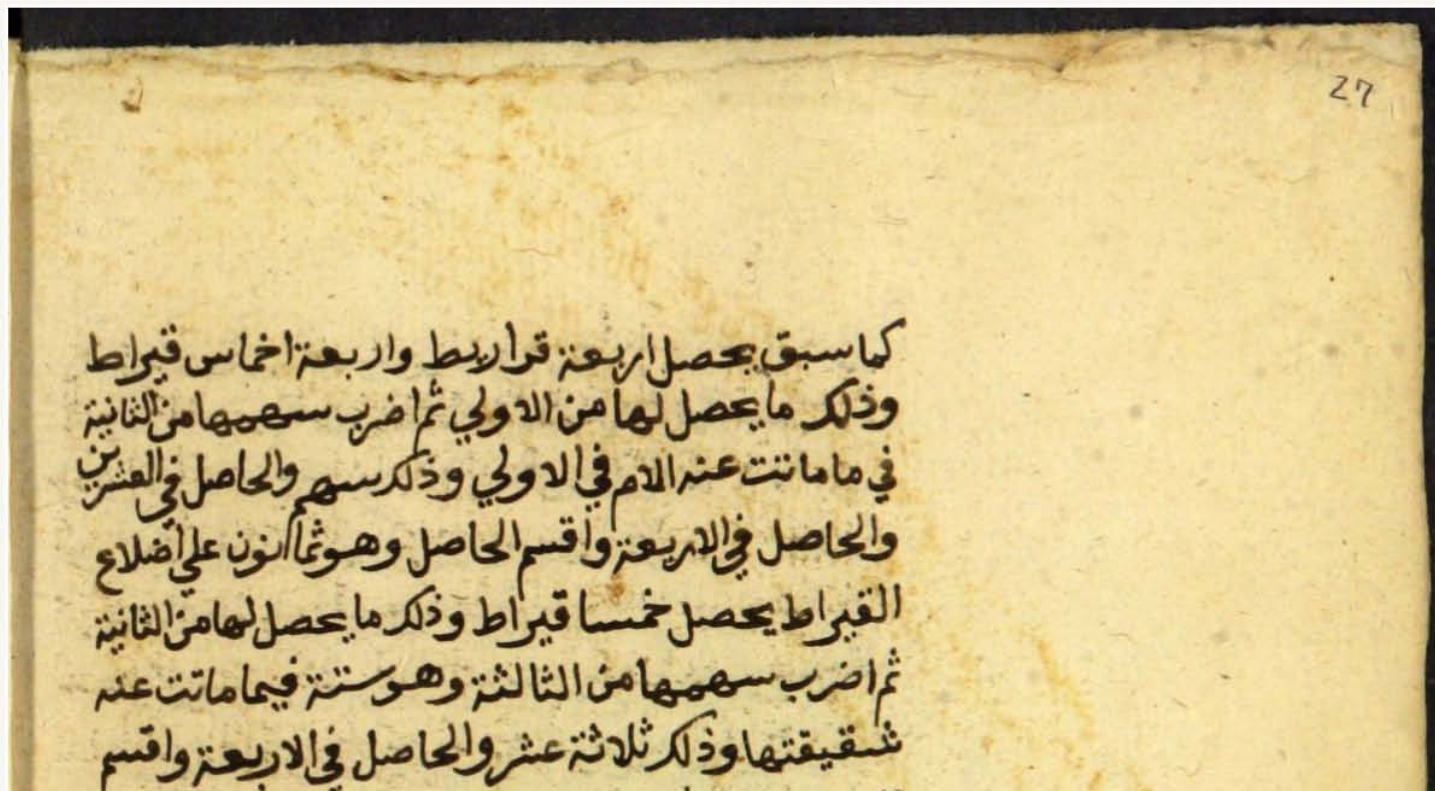 27
كما سبق يحصل اربعة قراريط واربعة اخماس قيراط
وذلك ما يحصل لها من الاولي ثم اضرب سهمها من الثانية
في ما ماتت عنه الام في الاولي وذلك سهم والحاصل في العشرين
والحاصل في الاربعة واقسم الحاصل وهو ثمانون علي اضلاع
القيراط يحصل خمسا قيراط وذلك ما يحصل لها من الثانية
ثم اضرب سهمها من الثالثة وهو ستة فيما ماتت عنه
شقيقتها وذلك ثلاثة عشر والحاصل في الاربعة واقسم